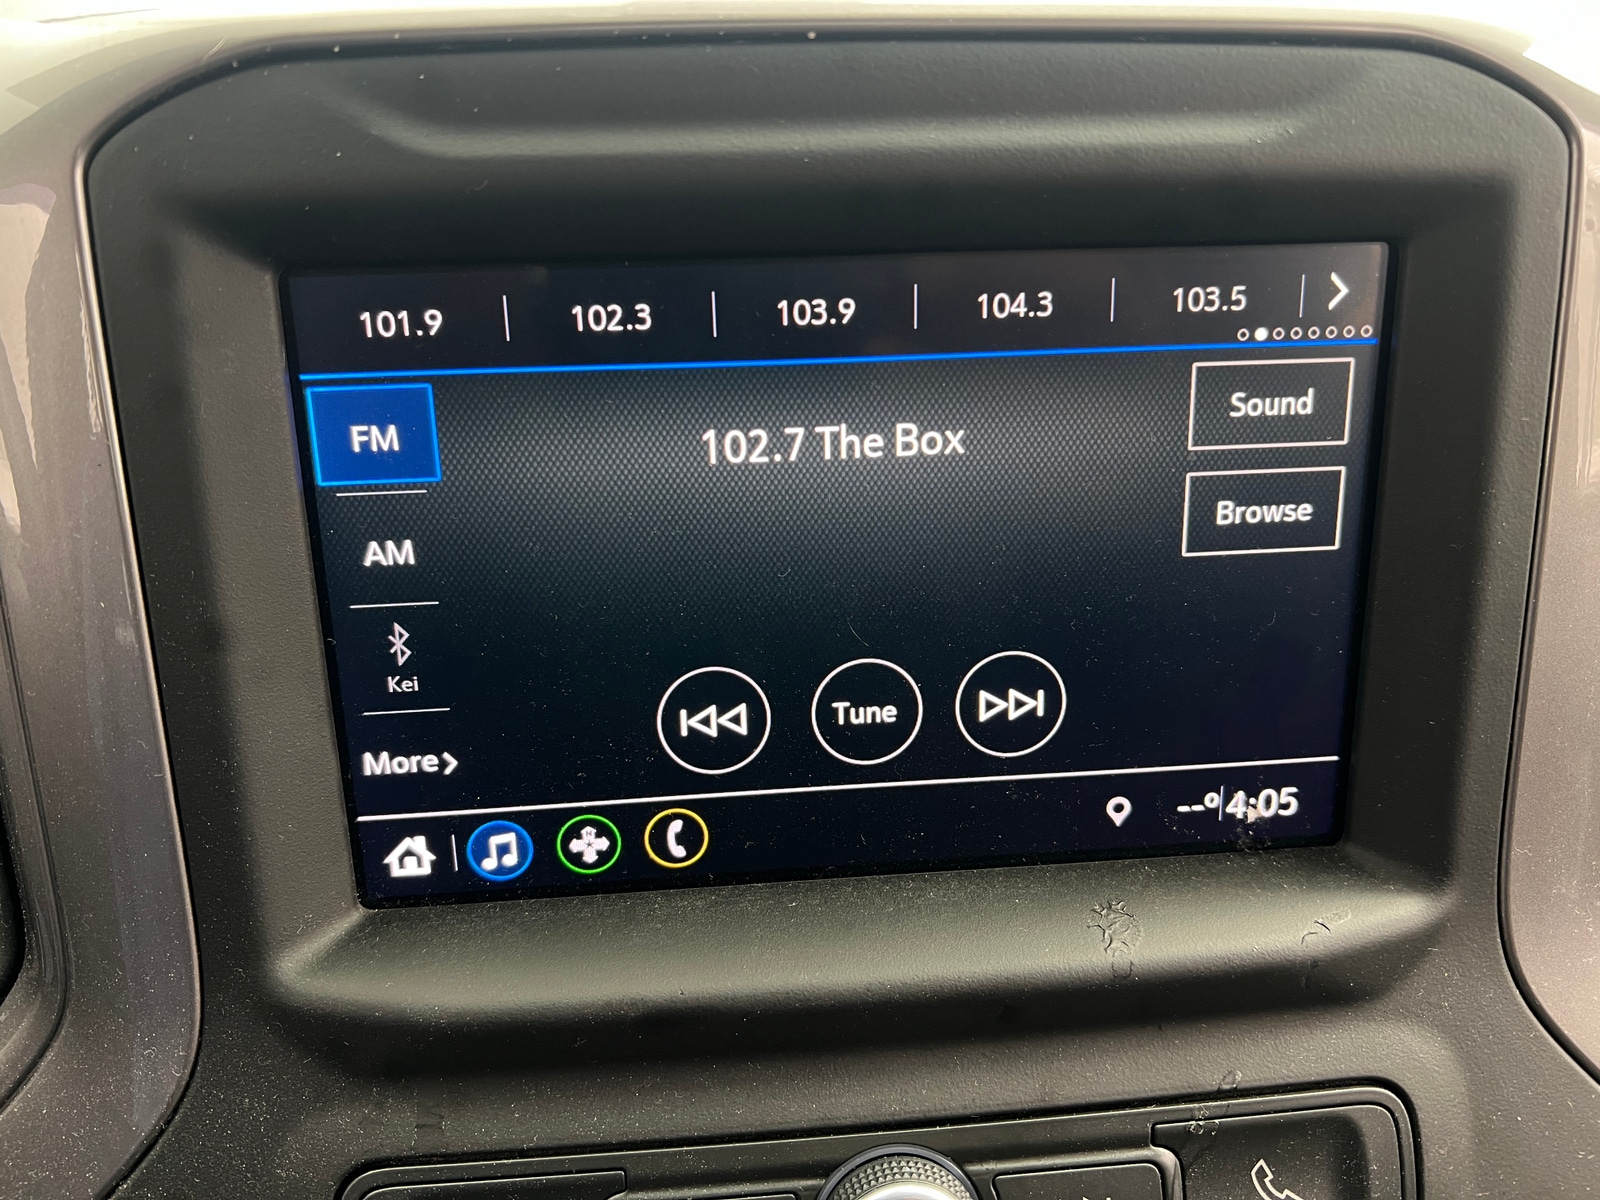 101.9 102.3 103.9 104.3 103.5
FM
102.7 The Box
Sound
Browse
AM
Kei
Tune
More
--° 4:05